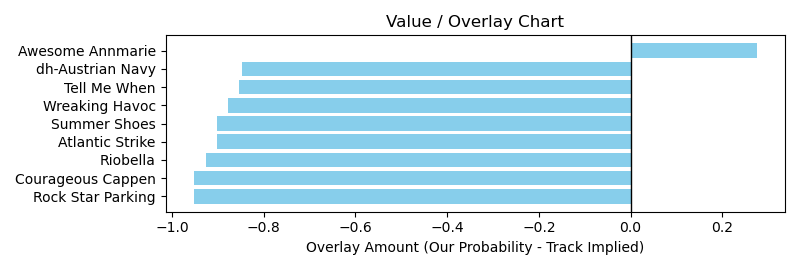 Value / Overlay Chart
Awesome Annmarie
dh-Austrian Navy
Tell Me When
Wreaking Havoc
Summer Shoes
Atlantic Strike
Riobella
Courageous Cappen
Rock Star Parking
−1.0 −0.8 −0.6 −0.4 −0.2 0.0 0.2
Overlay Amount (Our Probability - Track Implied)